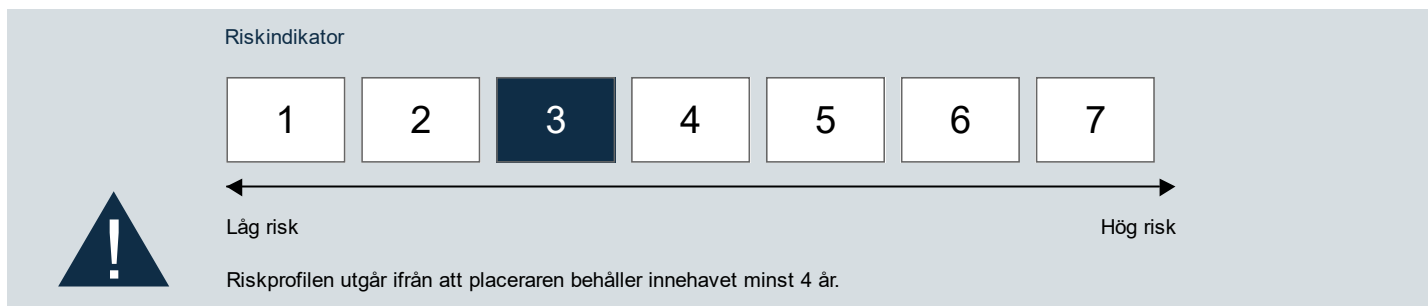 Riskindikator
1 2 3 4 5 6 7
Låg risk Hög risk
!
Riskprofilen utgår ifrån att placeraren behåller innehavet minst 4 år.